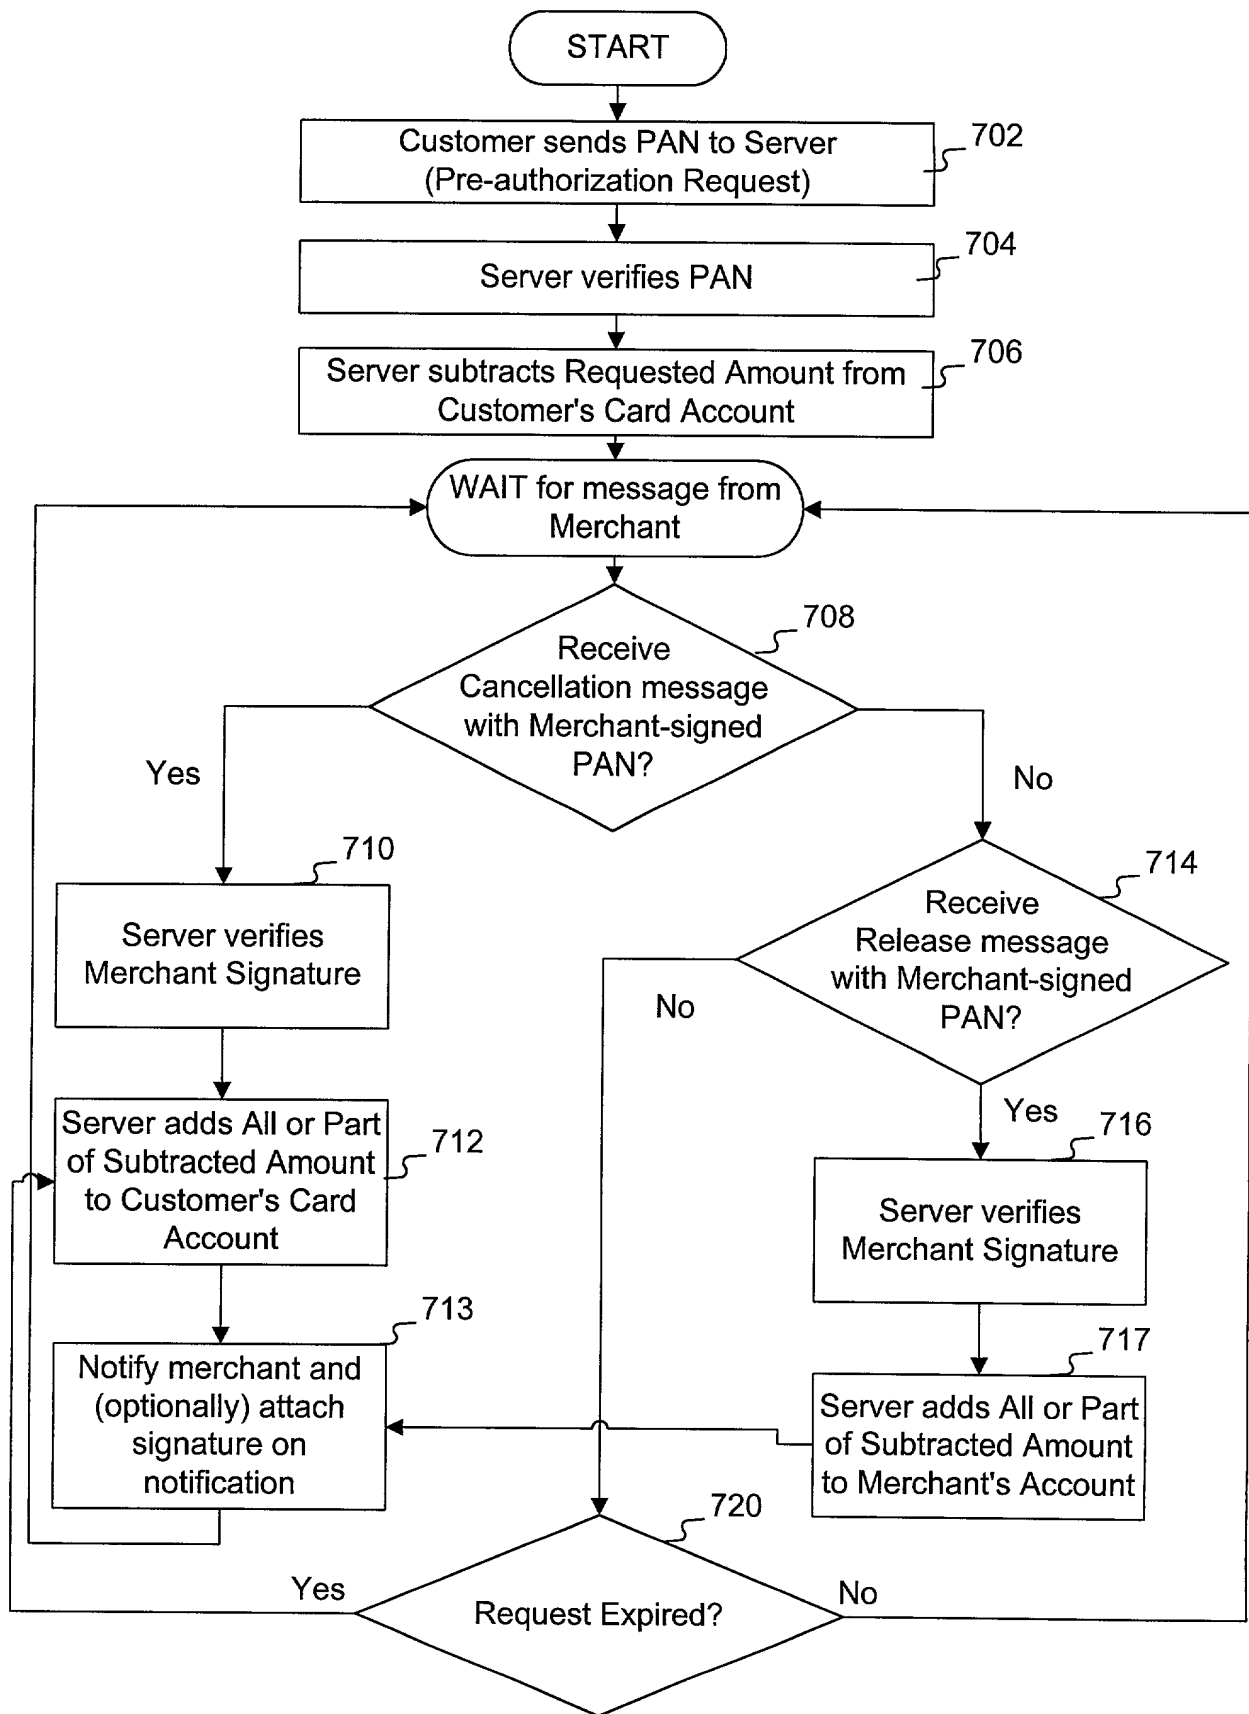 START
Customer sends PAN to Server
(Pre-authorization Request)
702
Server verifies PAN
704
Server subtracts Requested Amount from
Customer's Card Account
706
WAIT for message from
Merchant
708
Receive
Cancellation message
with Merchant-signed
PAN?
Yes
No
710
Server verifies
Merchant Signature
714
Receive
Release message
with Merchant-signed
PAN?
No
Yes
712
Server adds All or Part
of Subtracted Amount
to Customer's Card
Account
716
Server verifies
Merchant Signature
713
Notify merchant and
(optionally) attach
signature on
notification
717
Server adds All or Part
of Subtracted Amount
to Merchant's Account
720
Request Expired?
Yes
No